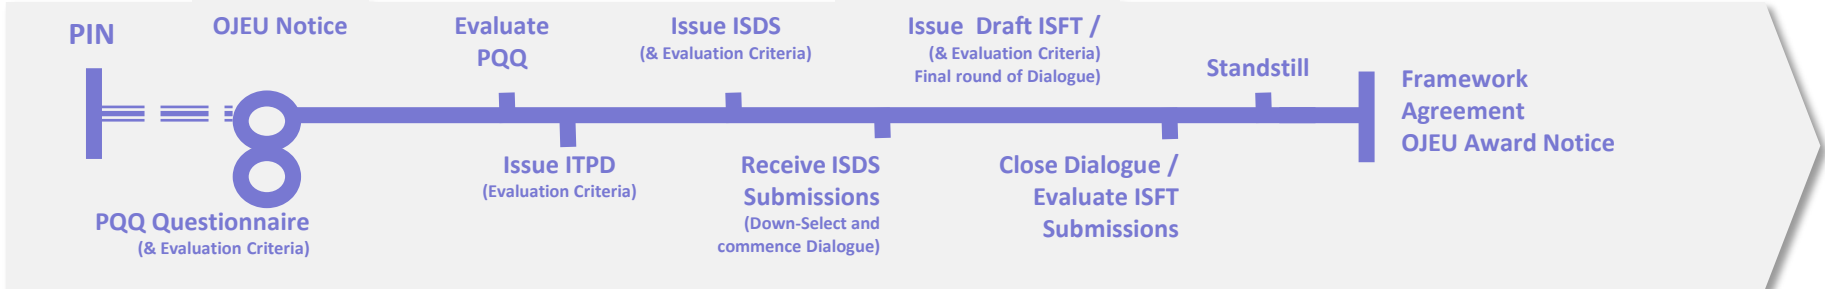 PIN
OJEU Notice
PQQ Questionnaire
(& Evaluation Criteria)
Evaluate
PQQ
Issue ITPD
(Evaluation Criteria)
Issue ISDS
(& Evaluation Criteria)
Receive ISDS
Submissions
(Down-Select and
commence Dialogue)
Issue Draft ISFT /
(& Evaluation Criteria)
Final round of Dialogue)
Close Dialogue /
Evaluate ISFT
Submissions
Standstill
Framework
Agreement
OJEU Award Notice